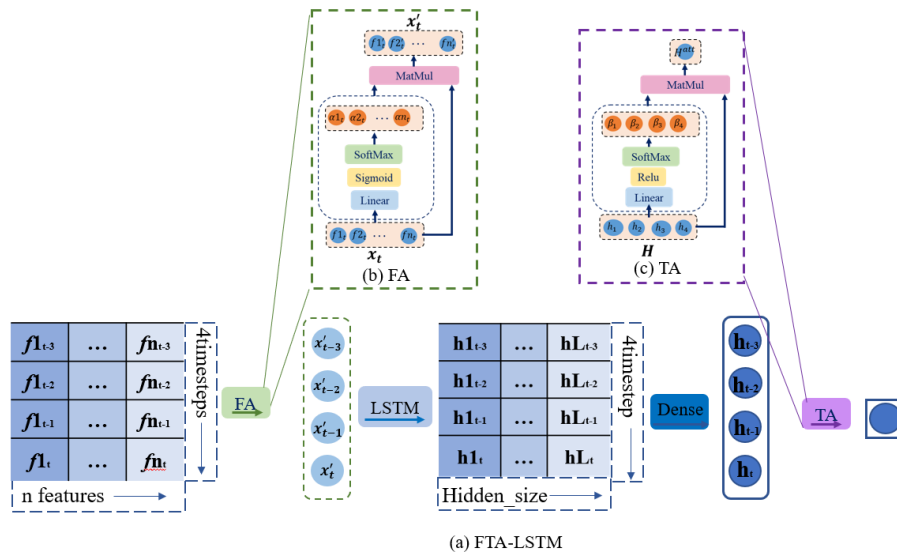 x′t
f1′t f2′t ⋯ fn′t
MatMul
α1t α2t ⋯ αnt
SoftMax
Sigmoid
Linear
f1t f2t ⋯ fnt
xt
(b) FA
Hatt
MatMul
β1 β2 β3 β4
SoftMax
Relu
Linear
h1 h2 h3 h4
H
(c) TA
f1t-3 … fnt-3
f1t-2 … fnt-2
f1t-1 … fnt-1
f1t … fnt
n features
4timesteps
FA
x′t−3
x′t−2
x′t−1
x′t
LSTM
h1t-3 … hLt-3
h1t-2 … hLt-2
h1t-1 … hLt-1
h1t … hLt
Hidden_size
4timestep
Dense
ht-3
ht-2
ht-1
ht
TA
(a) FTA-LSTM